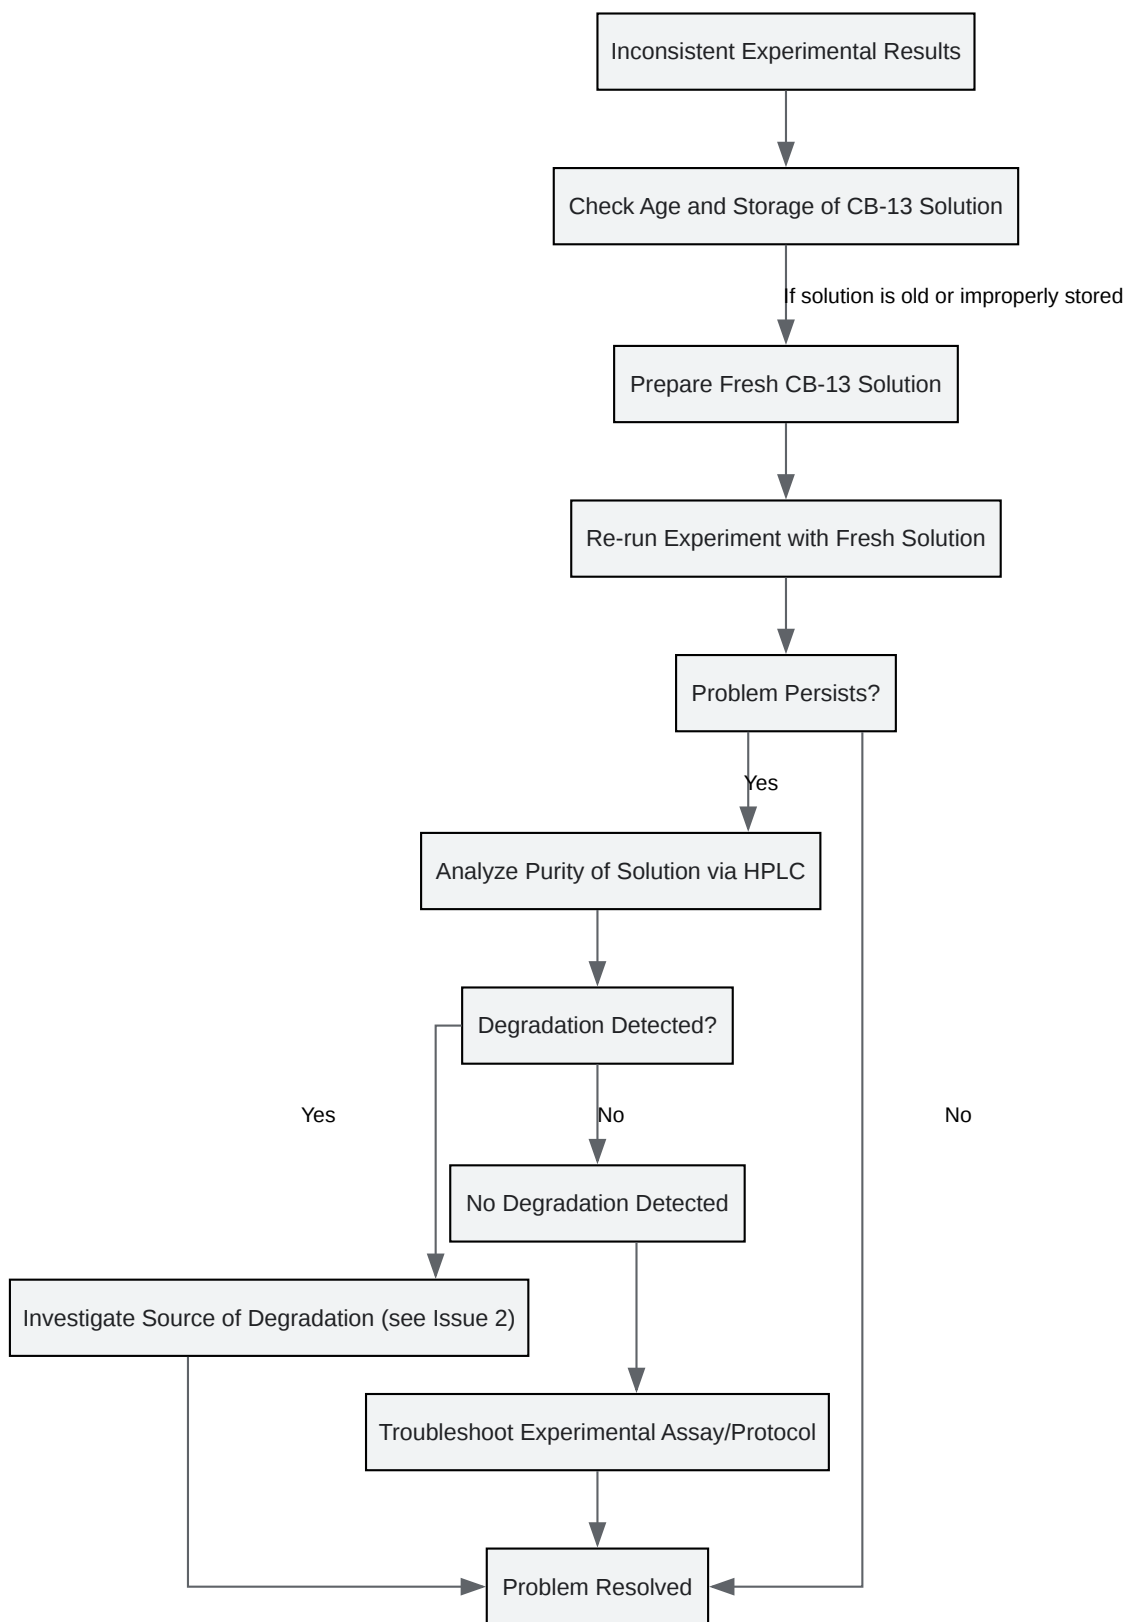 Inconsistent Experimental Results
Check Age and Storage of CB-13 Solution
If solution is old or improperly stored
Prepare Fresh CB-13 Solution
Re-run Experiment with Fresh Solution
Problem Persists?
Yes
Analyze Purity of Solution via HPLC
Degradation Detected?
Yes
No
No
No Degradation Detected
Investigate Source of Degradation (see Issue 2)
Troubleshoot Experimental Assay/Protocol
Problem Resolved